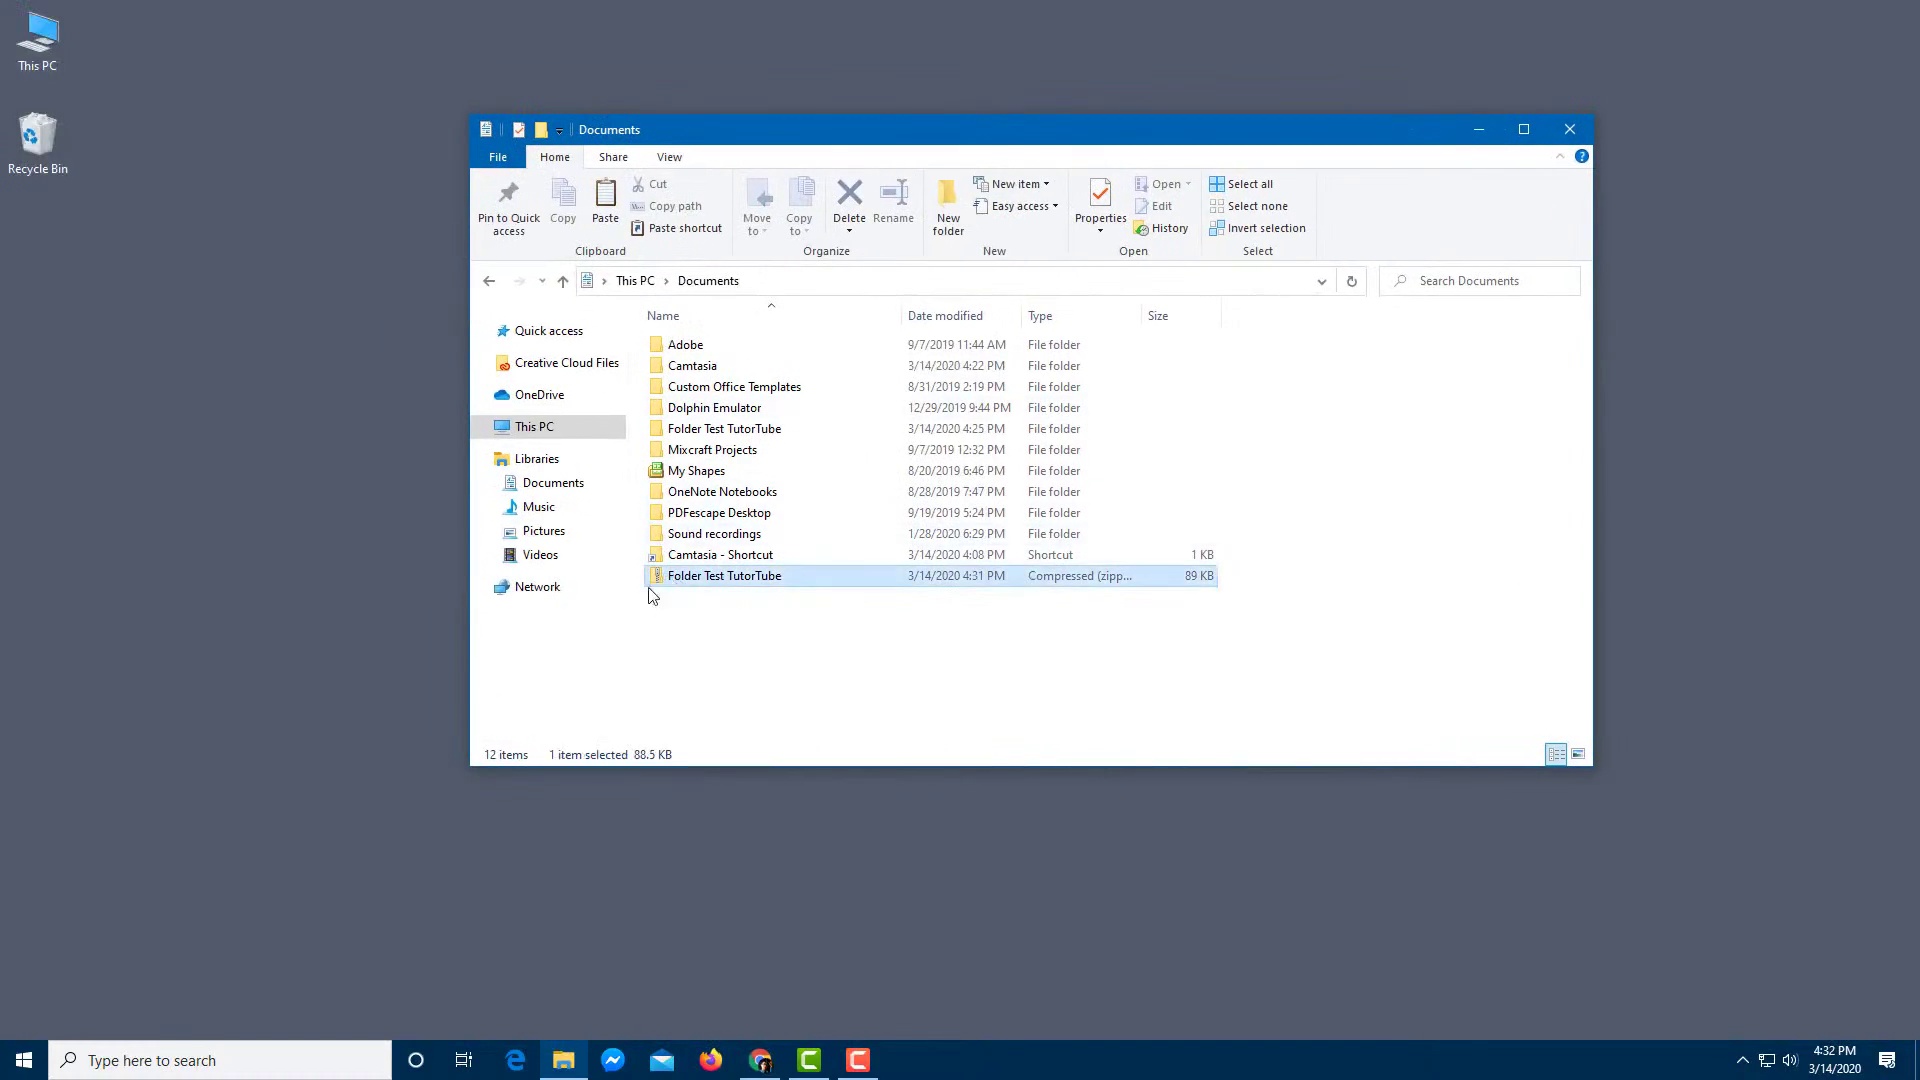 This PC
Recycle Bin
Documents
File Home Share View
Pin to Quick access
Copy
Paste
Cut
Copy path
Paste shortcut
Clipboard
Move to
Copy to
Delete
Rename
Organize
New folder
New item
Easy access
New
Properties
Open
Edit
History
Open
Select all
Select none
Invert selection
Select
This PC Documents
Search Documents
Quick access
Creative Cloud Files
OneDrive
This PC
Libraries
Documents
Music
Pictures
Videos
Network
Name Date modified Type Size
Adobe 9/7/2019 11:44 AM File folder
Camtasia 3/14/2020 4:22 PM File folder
Custom Office Templates 8/31/2019 2:19 PM File folder
Dolphin Emulator 12/29/2019 9:44 PM File folder
Folder Test TutorTube 3/14/2020 4:25 PM File folder
Mixcraft Projects 9/7/2019 12:32 PM File folder
My Shapes 8/20/2019 6:46 PM File folder
OneNote Notebooks 8/28/2019 7:47 PM File folder
PDFescape Desktop 9/19/2019 5:24 PM File folder
Sound recordings 1/28/2020 6:29 PM File folder
Camtasia - Shortcut 3/14/2020 4:08 PM Shortcut 1 KB
Folder Test TutorTube 3/14/2020 4:31 PM Compressed (zipp... 89 KB
12 items 1 item selected 88.5 KB
Type here to search
4:32 PM
3/14/2020